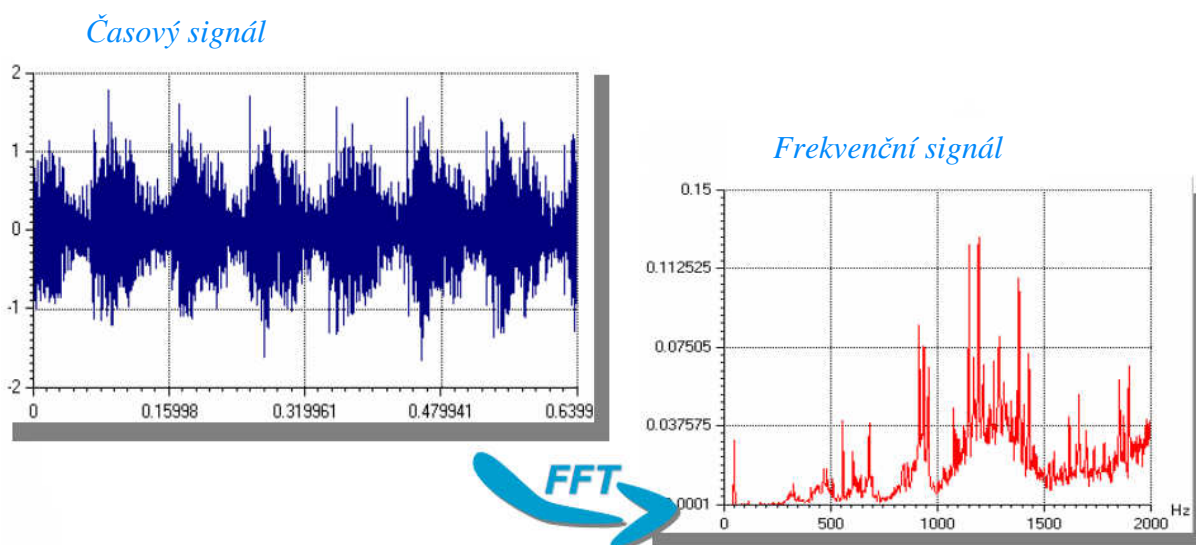 Časový signál
2
1
0
-1
-2
0 0.15998 0.319961 0.479941 0.6399
Frekvenční signál
0.15
0.112525
0.07505
0.037575
0.0001
0 500 1000 1500 2000
Hz
FFT